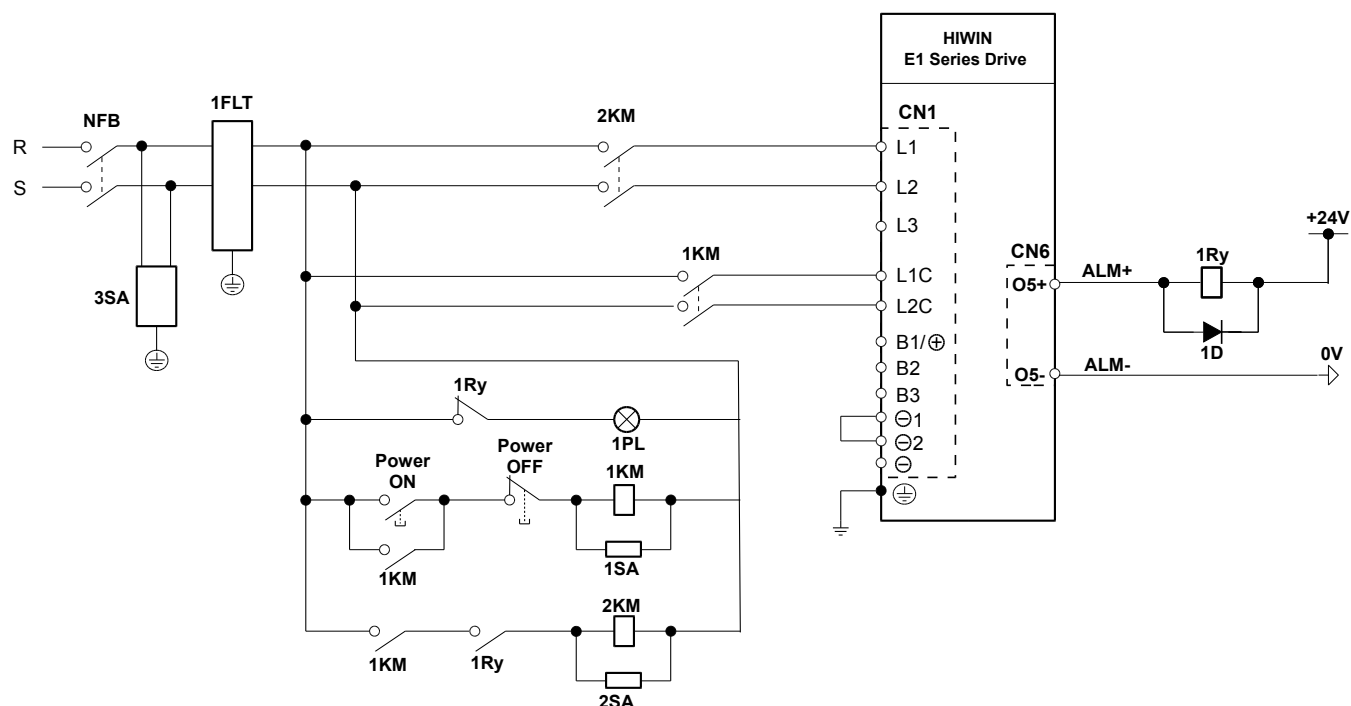 HIWIN
E1 Series Drive
1FLT
NFB
2KM
CN1
R
L1
S
L2
+24V
L3
CN6
1KM
1Ry
ALM+
L1C
O5+
3SA
L2C
B1/⊕
1D
0V
B2
O5-
ALM-
1Ry
B3
⊖1
1PL
⊖2
Power
ON
Power
OFF
1KM
⊖
1KM
1SA
2KM
1KM
1Ry
2SA